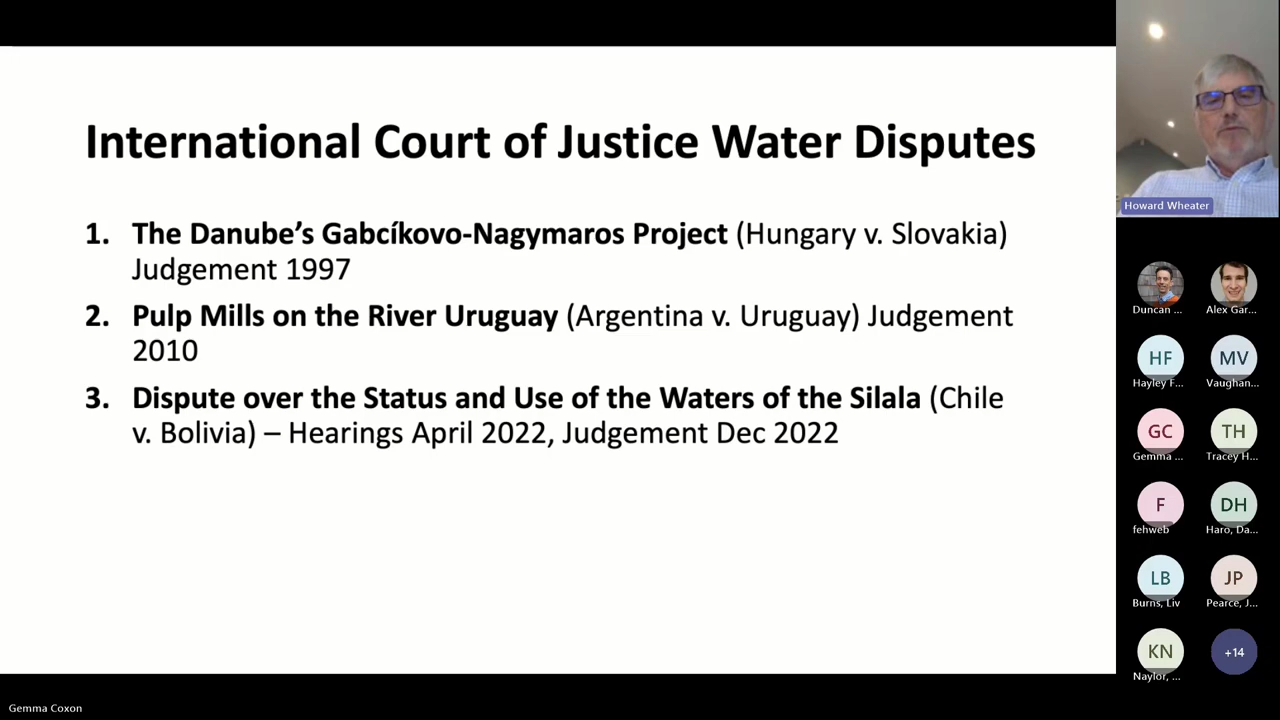 International Court of Justice Water Disputes
1. The Danube’s Gabcíkovo-Nagymaros Project (Hungary v. Slovakia)
Judgement 1997
2. Pulp Mills on the River Uruguay (Argentina v. Uruguay) Judgement
2010
3. Dispute over the Status and Use of the Waters of the Silala (Chile
v. Bolivia) – Hearings April 2022, Judgement Dec 2022
Howard Wheater
Duncan ...
Alex Gar...
HF
MV
Hayley F...
Vaughan...
GC
TH
Gemma ...
Tracey H...
F
DH
fehweb
Haro, Da...
LB
JP
Burns, Liv
Pearce, J...
KN
+14
Naylor, ...
Gemma Coxon